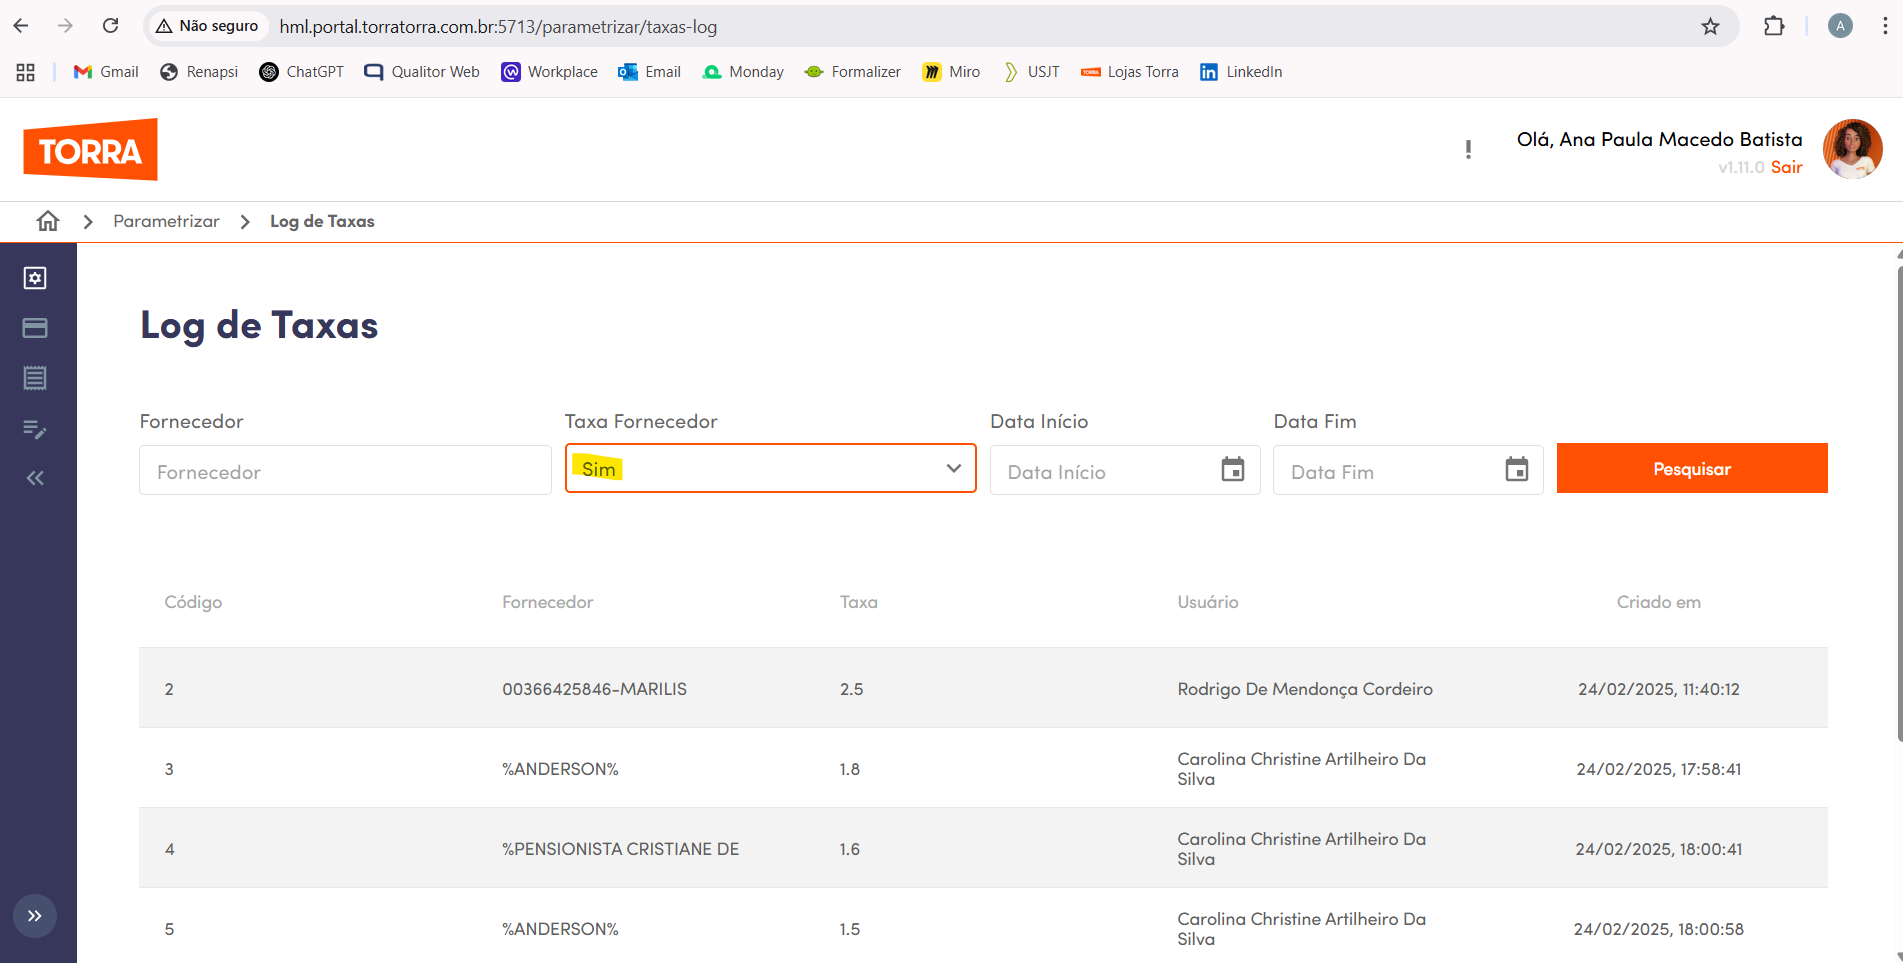 Não seguro hml.portal.torratorra.com.br:5713/parametrizar/taxas-log A
Gmail Renapsi ChatGPT Qualitor Web Workplace Email Monday Formalizer Miro USJT Lojas Torra LinkedIn
TORRA
Olá, Ana Paula Macedo Batista
v1.11.0 Sair
Parametrizar Log de Taxas
Log de Taxas
Fornecedor Taxa Fornecedor Data Início Data Fim
Fornecedor Sim Data Início Data Fim Pesquisar
Código Fornecedor Taxa Usuário Criado em
2 00366425846-MARILIS 2.5 Rodrigo De Mendonça Cordeiro 24/02/2025, 11:40:12
3 %ANDERSON% 1.8 Carolina Christine Artilheiro Da Silva 24/02/2025, 17:58:41
4 %PENSIONISTA CRISTIANE DE 1.6 Carolina Christine Artilheiro Da Silva 24/02/2025, 18:00:41
5 %ANDERSON% 1.5 Carolina Christine Artilheiro Da Silva 24/02/2025, 18:00:58